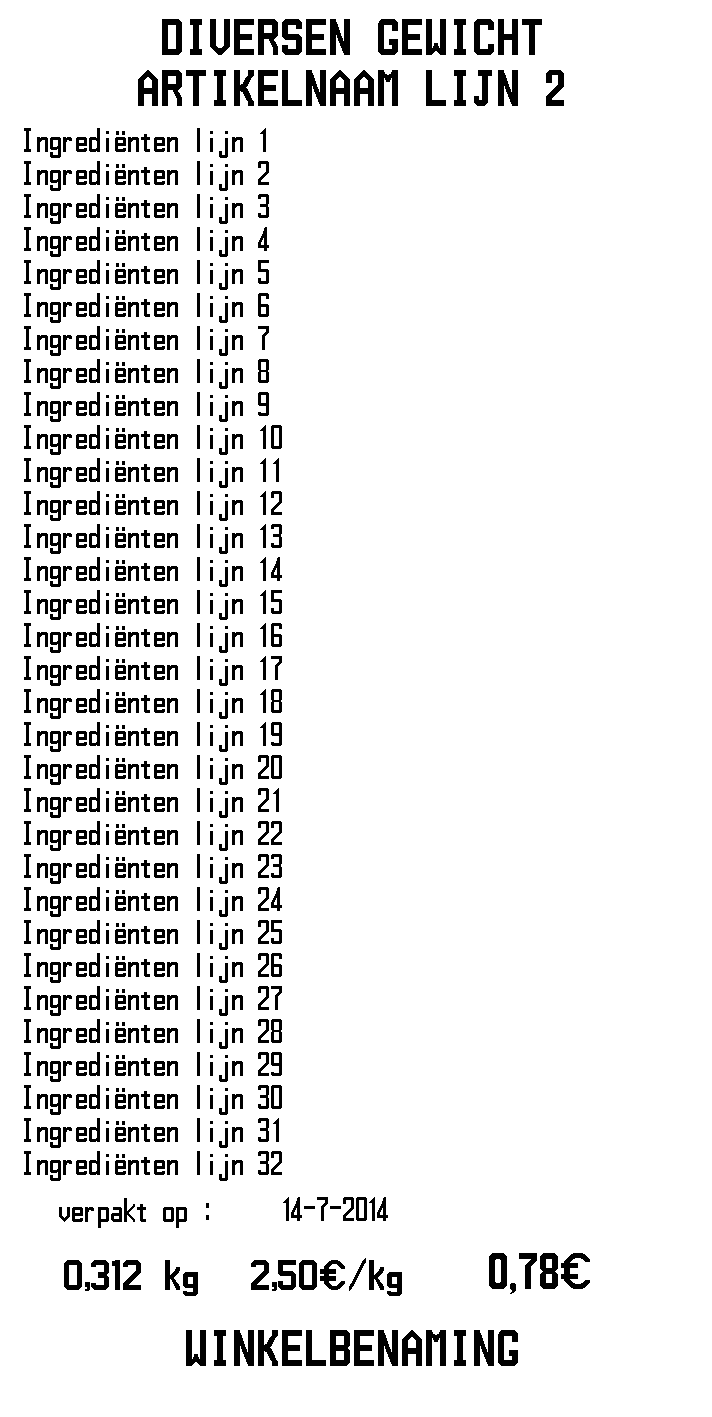 DIVERSEN GEWICHT
ARTIKELNAAM LIJN 2
Ingrediënten lijn 1
Ingrediënten lijn 2
Ingrediënten lijn 3
Ingrediënten lijn 4
Ingrediënten lijn 5
Ingrediënten lijn 6
Ingrediënten lijn 7
Ingrediënten lijn 8
Ingrediënten lijn 9
Ingrediënten lijn 10
Ingrediënten lijn 11
Ingrediënten lijn 12
Ingrediënten lijn 13
Ingrediënten lijn 14
Ingrediënten lijn 15
Ingrediënten lijn 16
Ingrediënten lijn 17
Ingrediënten lijn 18
Ingrediënten lijn 19
Ingrediënten lijn 20
Ingrediënten lijn 21
Ingrediënten lijn 22
Ingrediënten lijn 23
Ingrediënten lijn 24
Ingrediënten lijn 25
Ingrediënten lijn 26
Ingrediënten lijn 27
Ingrediënten lijn 28
Ingrediënten lijn 29
Ingrediënten lijn 30
Ingrediënten lijn 31
Ingrediënten lijn 32
verpakt op : 14-7-2014
0,312 kg 2,50€/kg 0,78€
WINKELBENAMING